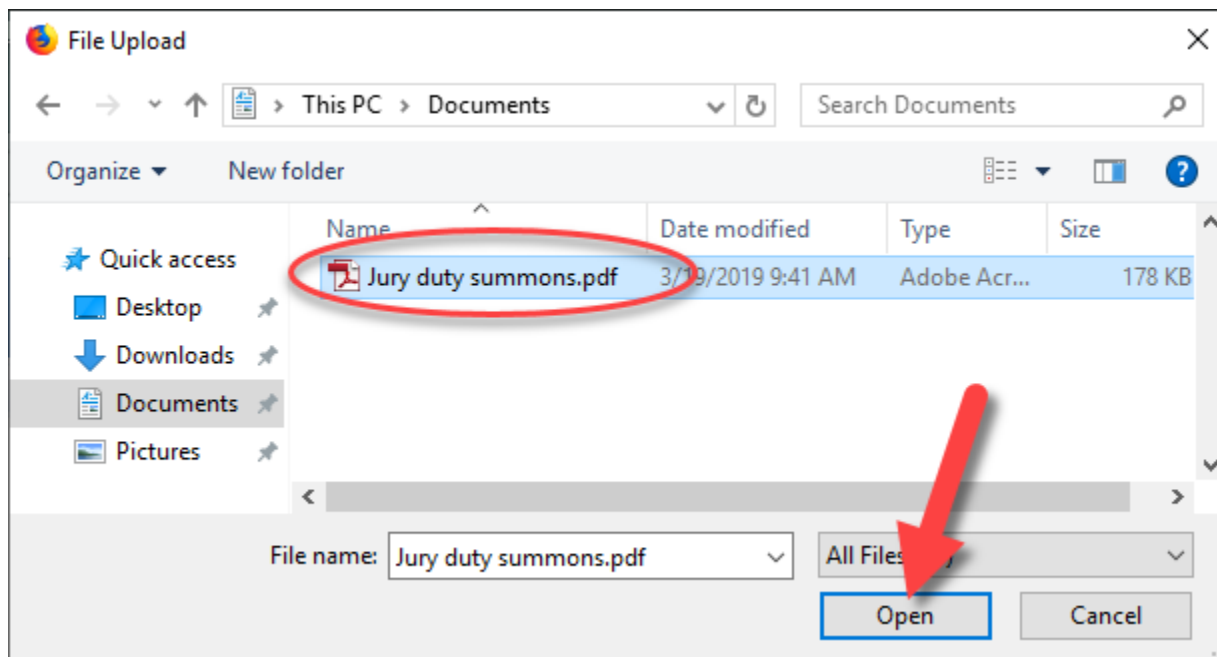 File Upload
This PC > Documents
Search Documents
Organize
New folder
Name
Date modified
Type
Size
Quick access
Desktop
Downloads
Documents
Pictures
Jury duty summons.pdf
3/19/2019 9:41 AM
Adobe Acr...
178 KB
File name:
Jury duty summons.pdf
All Files
Open
Cancel